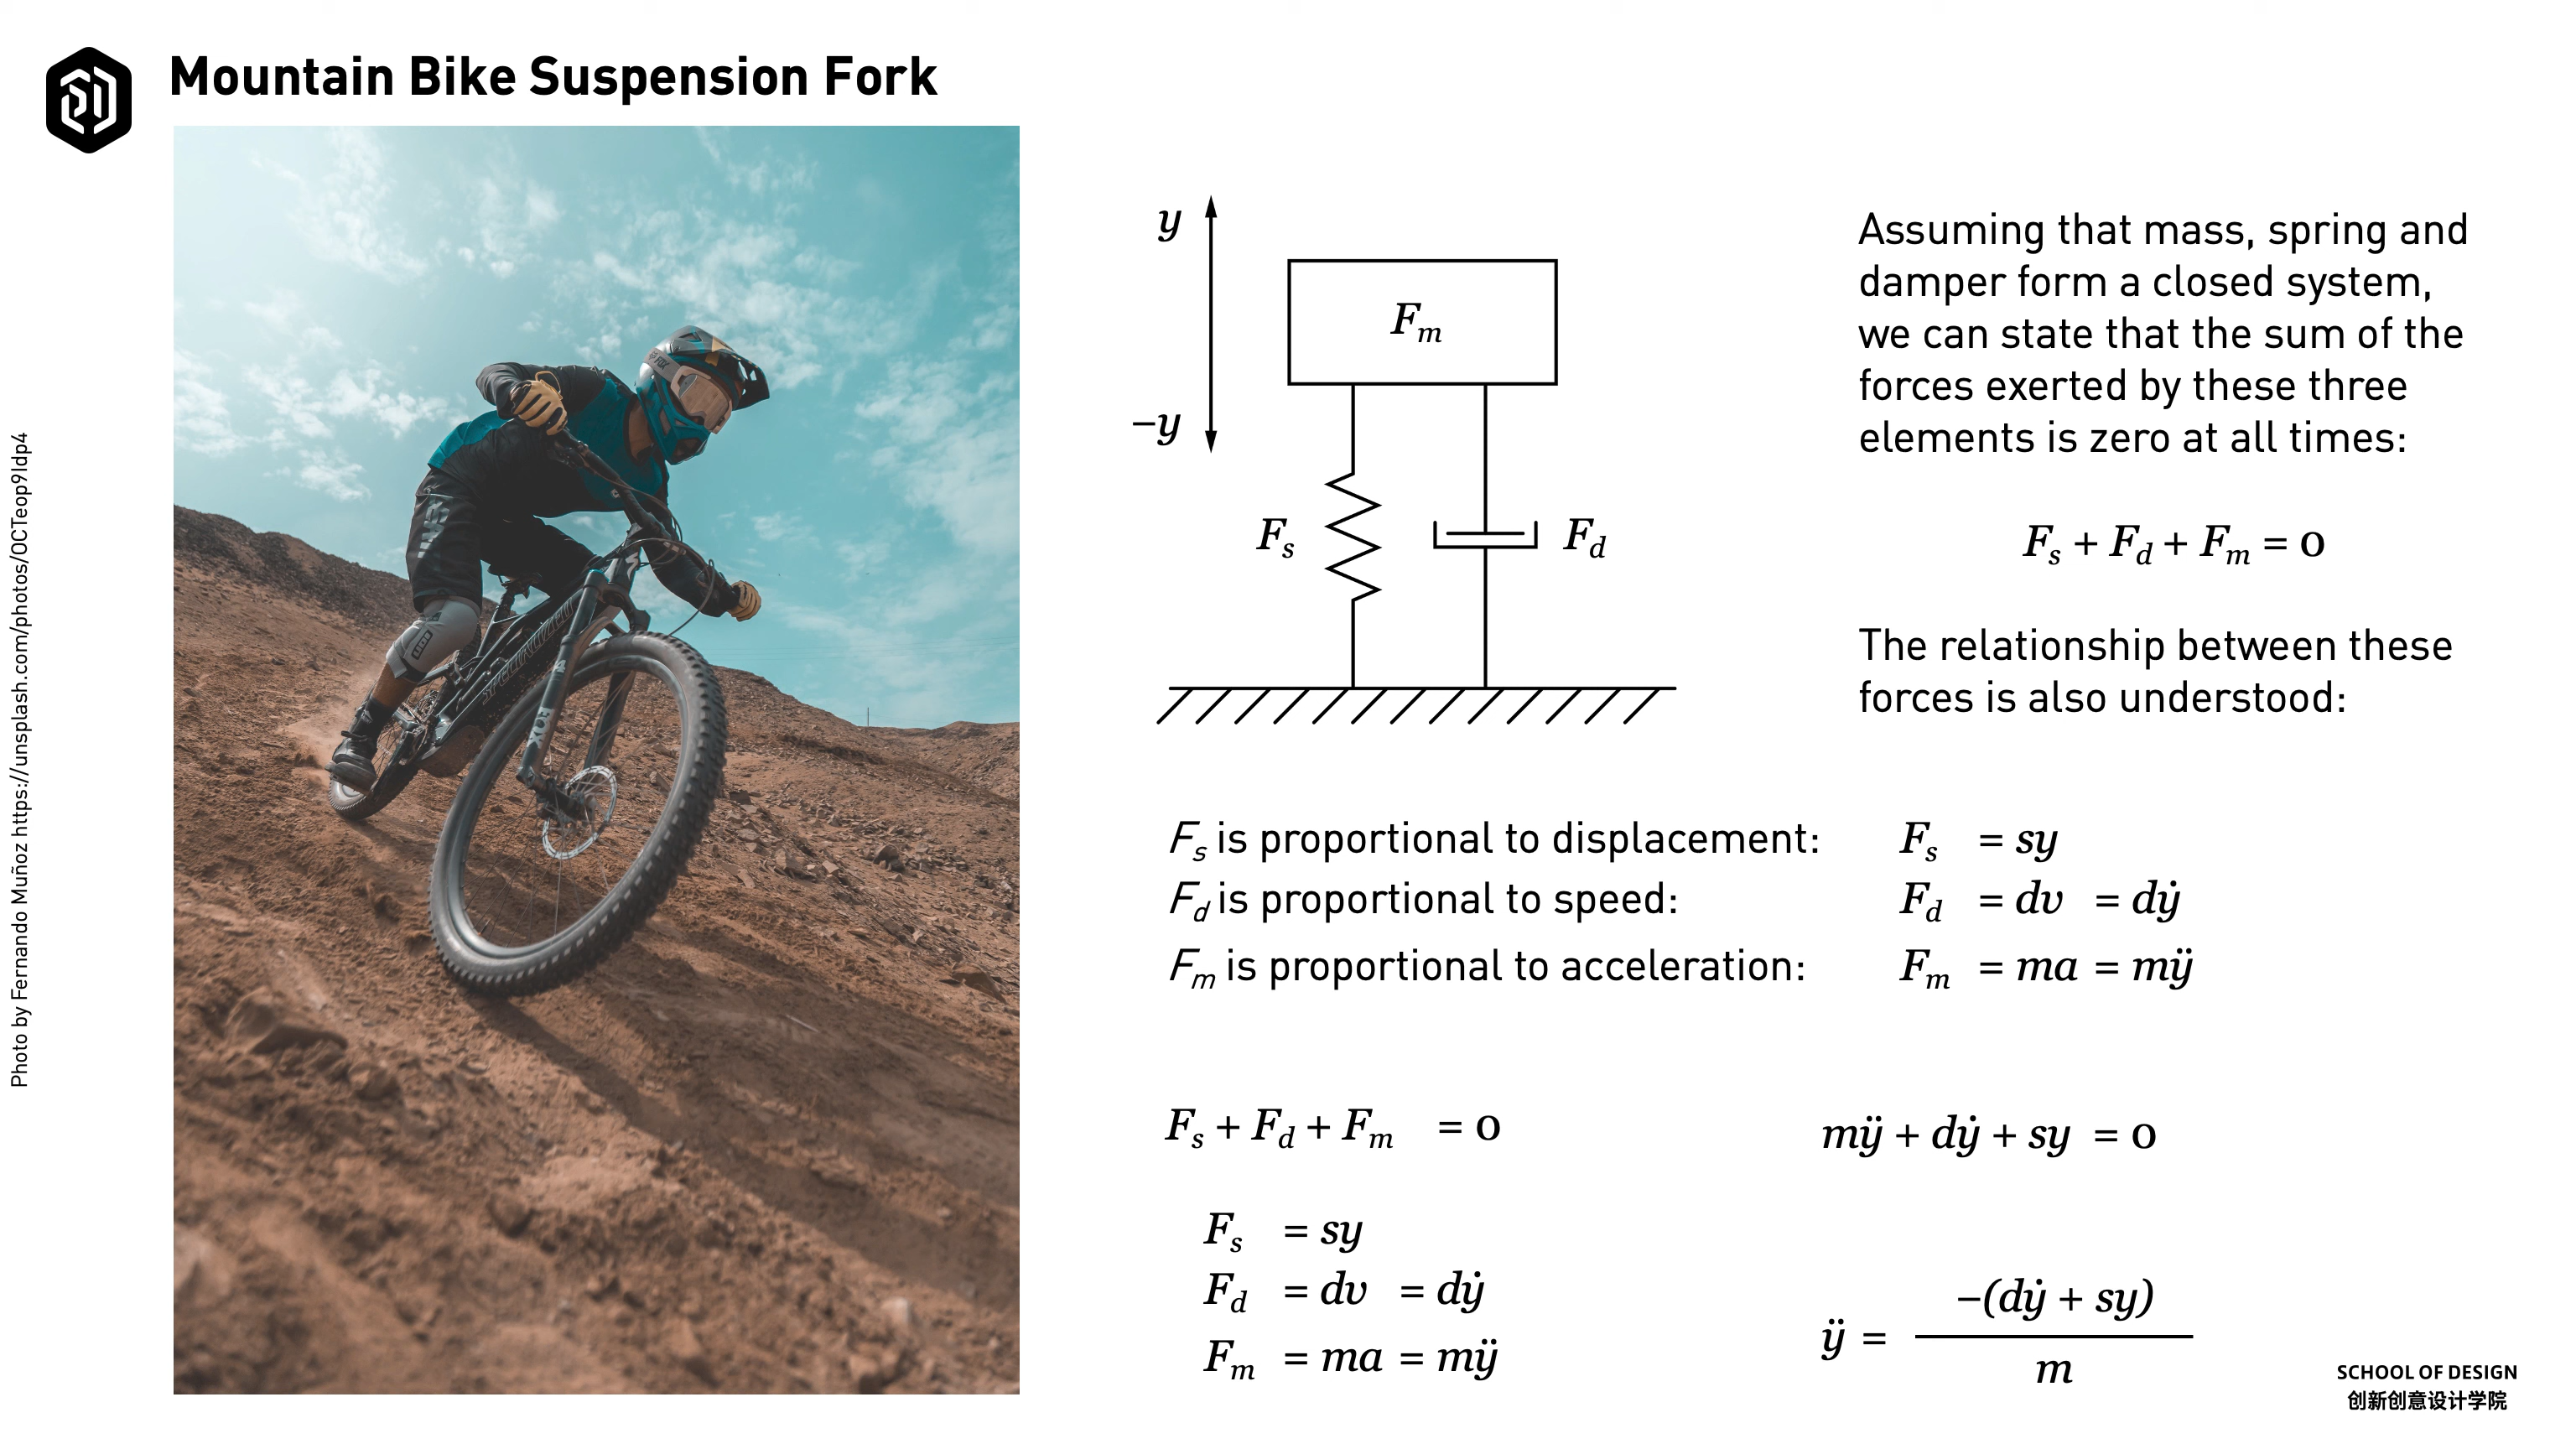 Mountain Bike Suspension Fork
Photo by Fernando Muñoz https://unsplash.com/photos/OCTeop9ldp4
FOX
SPECIALIZED
FOX
y
−y
F_m
F_s
F_d
Assuming that mass, spring and
damper form a closed system,
we can state that the sum of the
forces exerted by these three
elements is zero at all times:
F_s + F_d + F_m = 0
The relationship between these
forces is also understood:
F_s is proportional to displacement: F_s = sy
F_d is proportional to speed: F_d = dv = dẏ
F_m is proportional to acceleration: F_m = ma = mÿ
F_s + F_d + F_m = 0
F_s = sy
F_d = dv = dẏ
F_m = ma = mÿ
mÿ + dẏ + sy = 0
ÿ = −(dẏ + sy)
m
SCHOOL OF DESIGN
创新创意设计学院